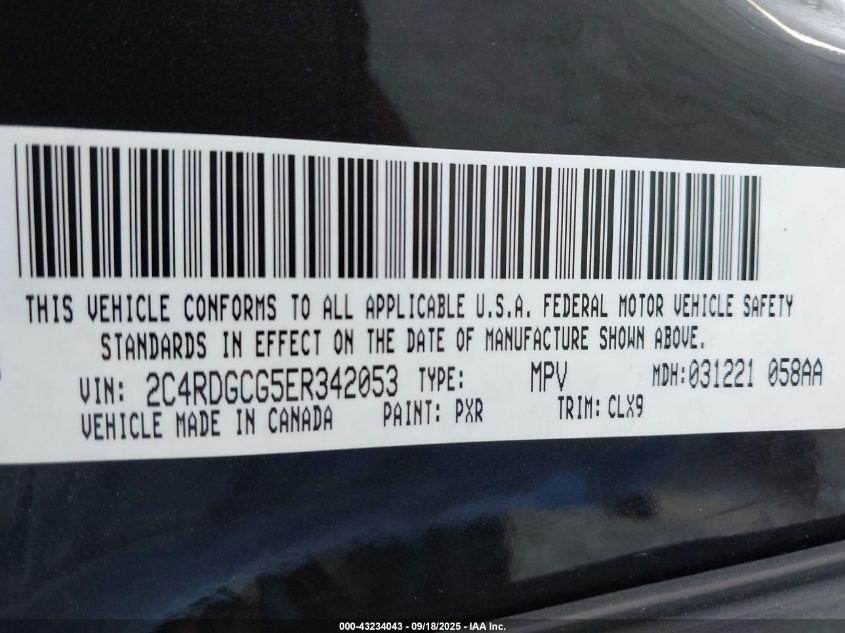 THIS VEHICLE CONFORMS TO ALL APPLICABLE U.S.A. FEDERAL MOTOR VEHICLE SAFETY
STANDARDS IN EFFECT ON THE DATE OF MANUFACTURE SHOWN ABOVE.
VIN: 2C4RDGCG5ER342053 TYPE: MPV MDH:031221 058AA
VEHICLE MADE IN CANADA PAINT: PXR TRIM: CLX9
000-43234043 - 09/18/2025 - IAA Inc.